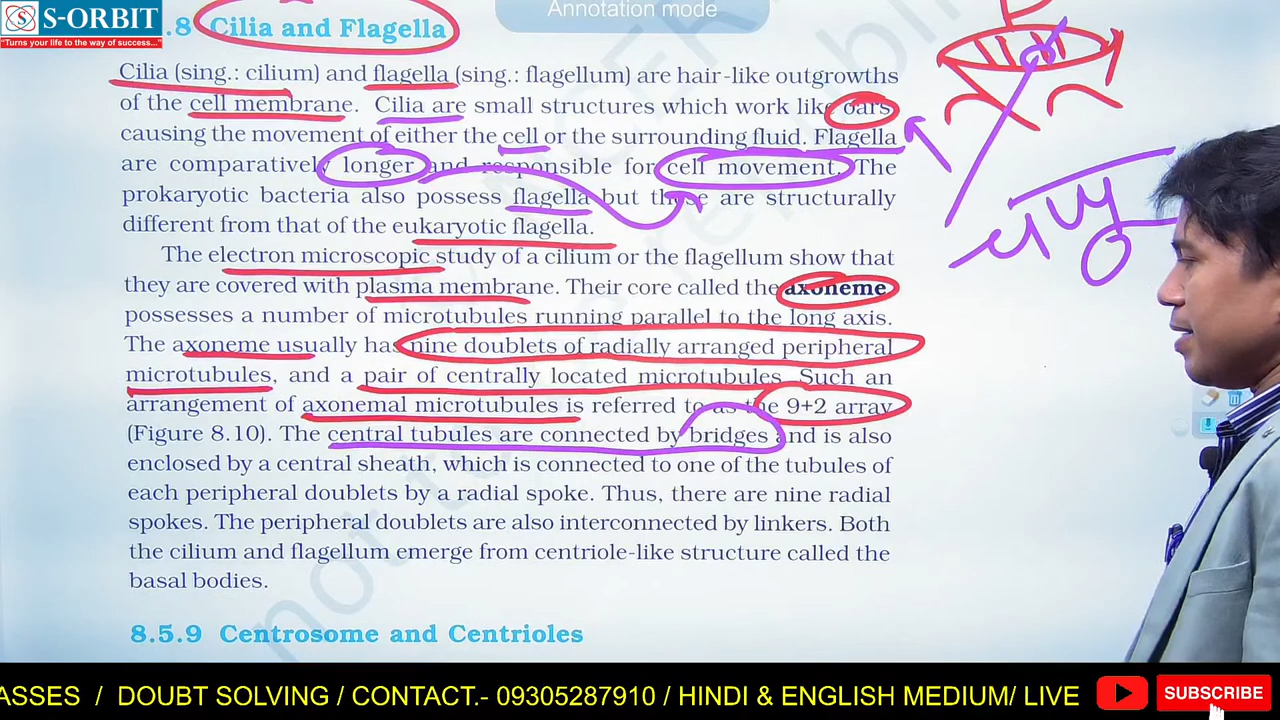 S-ORBIT
"Turns your life to the way of success..."
Annotation mode
.8 Cilia and Flagella
Cilia (sing.: cilium) and flagella (sing.: flagellum) are hair-like outgrowths
of the cell membrane. Cilia are small structures which work like oars
causing the movement of either the cell or the surrounding fluid. Flagella
are comparatively longer and responsible for cell movement. The
prokaryotic bacteria also possess flagella but these are structurally
different from that of the eukaryotic flagella.
The electron microscopic study of a cilium or the flagellum show that
they are covered with plasma membrane. Their core called the axoneme,
possesses a number of microtubules running parallel to the long axis.
The axoneme usually has nine doublets of radially arranged peripheral
microtubules, and a pair of centrally located microtubules. Such an
arrangement of axonemal microtubules is referred to as the 9+2 array
(Figure 8.10). The central tubules are connected by bridges and is also
enclosed by a central sheath, which is connected to one of the tubules of
each peripheral doublets by a radial spoke. Thus, there are nine radial
spokes. The peripheral doublets are also interconnected by linkers. Both
the cilium and flagellum emerge from centriole-like structure called the
basal bodies.
8.5.9 Centrosome and Centrioles
ASSES / DOUBT SOLVING / CONTACT.- 09305287910 / HINDI & ENGLISH MEDIUM/ LIVE
SUBSCRIBE